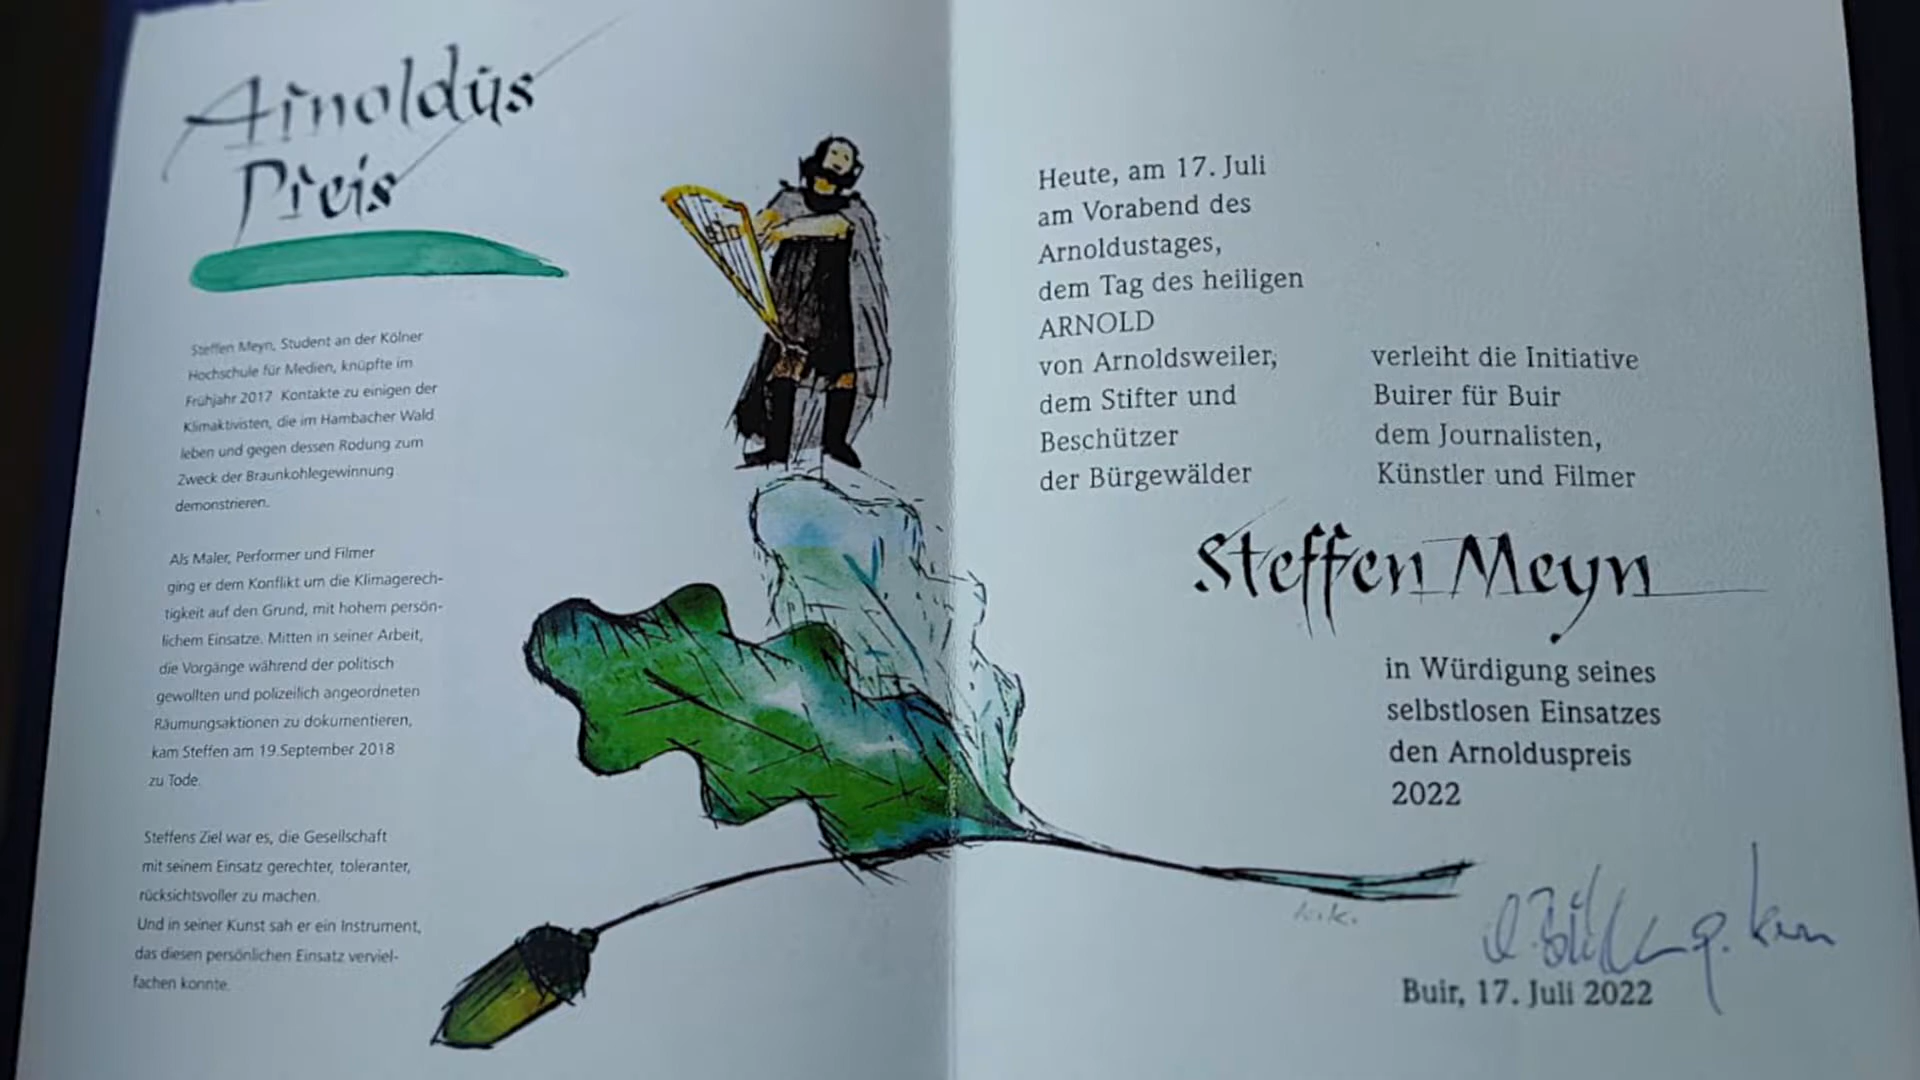 Arnoldus
Preis
Steffen Meyn, Student an der Kölner
Hochschule für Medien, knüpfte im
Frühjahr 2017 Kontakte zu einigen der
Klimaktivisten, die im Hambacher Wald
leben und gegen dessen Rodung zum
Zweck der Braunkohlegewinnung
demonstrieren.
Als Maler, Performer und Filmer
ging er dem Konflikt um die Klimagerech-
tigkeit auf den Grund, mit hohem persön-
lichem Einsatze. Mitten in seiner Arbeit,
die Vorgänge während der politisch
gewollten und polizeilich angeordneten
Räumungsaktionen zu dokumentieren,
kam Steffen am 19.September 2018
zu Tode.
Steffens Ziel war es, die Gesellschaft
mit seinem Einsatz gerechter, toleranter,
rücksichtsvoller zu machen.
Und in seiner Kunst sah er ein Instrument,
das diesen persönlichen Einsatz verviel-
fachen konnte.
Heute, am 17. Juli
am Vorabend des
Arnoldustages,
dem Tag des heiligen
ARNOLD
von Arnoldsweiler,
dem Stifter und
Beschützer
der Bürgewälder
verleiht die Initiative
Buirer für Buir
dem Journalisten,
Künstler und Filmer
Steffen Meyn
in Würdigung seines
selbstlosen Einsatzes
den Arnolduspreis
2022
Buir, 17. Juli 2022